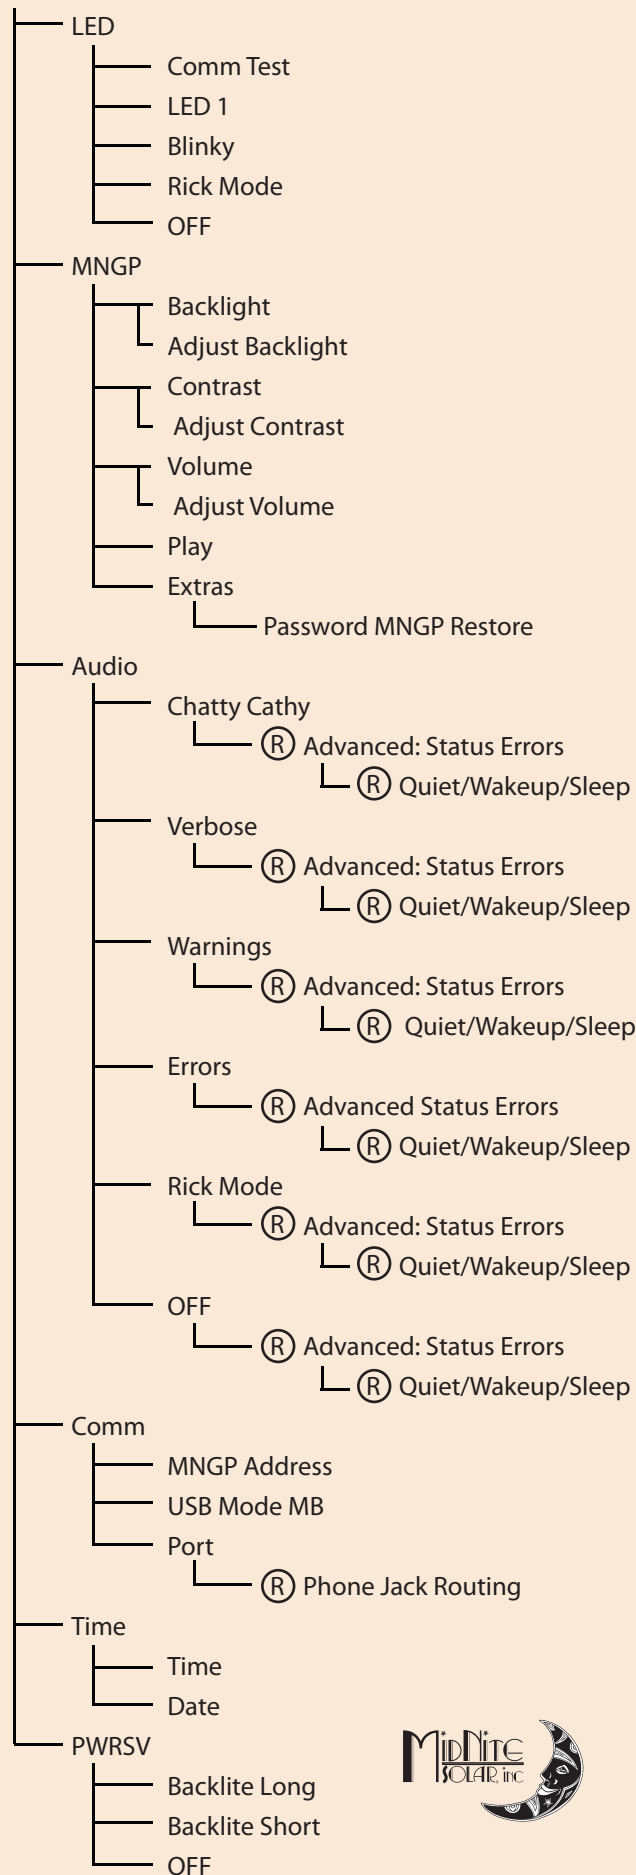 LED
Comm Test
LED 1
Blinky
Rick Mode
OFF
MNGP
Backlight
Adjust Backlight
Contrast
Adjust Contrast
Volume
Adjust Volume
Play
Extras
Password MNGP Restore
Audio
Chatty Cathy
R Advanced: Status Errors
R Quiet/Wakeup/Sleep
Verbose
R Advanced: Status Errors
R Quiet/Wakeup/Sleep
Warnings
R Advanced: Status Errors
R Quiet/Wakeup/Sleep
Errors
R Advanced Status Errors
R Quiet/Wakeup/Sleep
Rick Mode
R Advanced: Status Errors
R Quiet/Wakeup/Sleep
OFF
R Advanced: Status Errors
R Quiet/Wakeup/Sleep
Comm
MNGP Address
USB Mode MB
Port
R Phone Jack Routing
Time
Time
Date
PWRSV
MIDNITE
SOLAR, inc
Backlite Long
Backlite Short
OFF